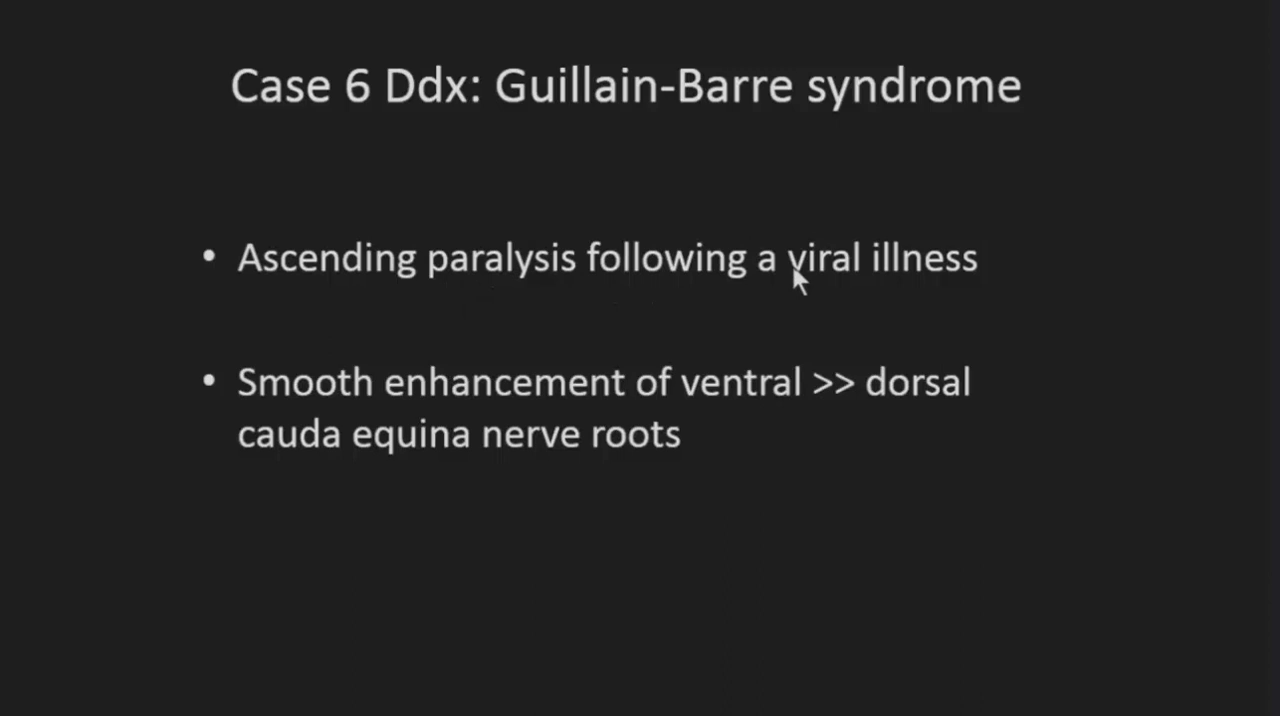 Case 6 Ddx: Guillain-Barre syndrome
• Ascending paralysis following a viral illness
• Smooth enhancement of ventral >> dorsal
cauda equina nerve roots